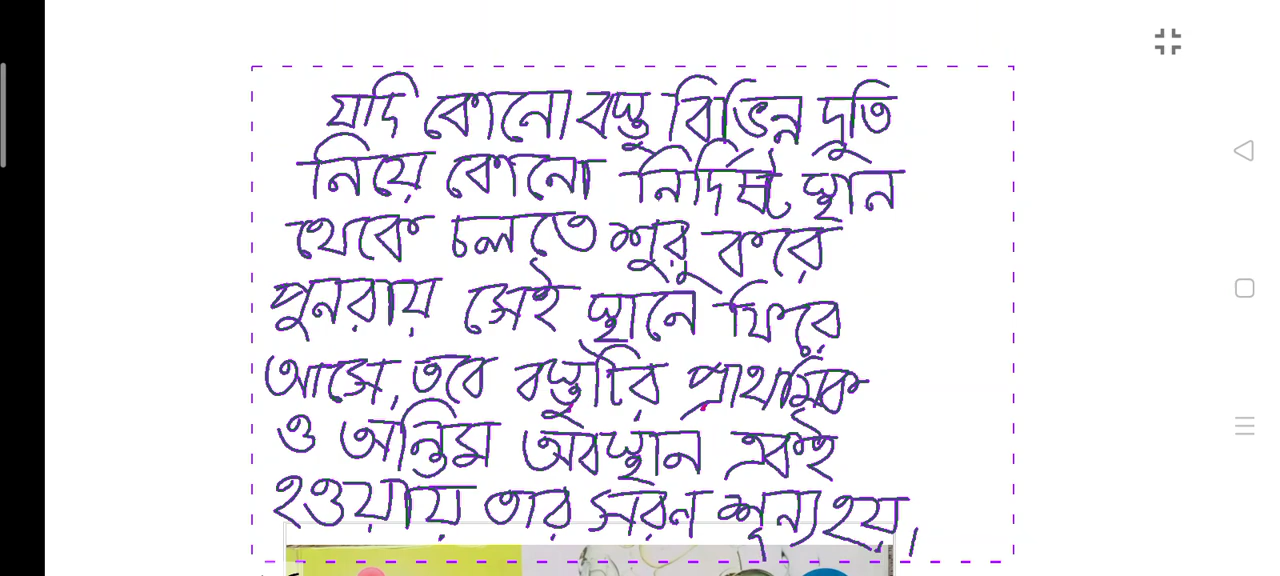 যদি কোনো বস্তু বিভিন্ন দ্রুতি
নিয়ে কোনো নির্দিষ্ট স্থান
থেকে চলতে শুরু করে
পুনরায় সেই স্থানে ফিরে
আসে, তবে বস্তুটির প্রাথমিক
ও অন্তিম অবস্থান একই
হওয়ায় তার সরণ শূন্য হয়।